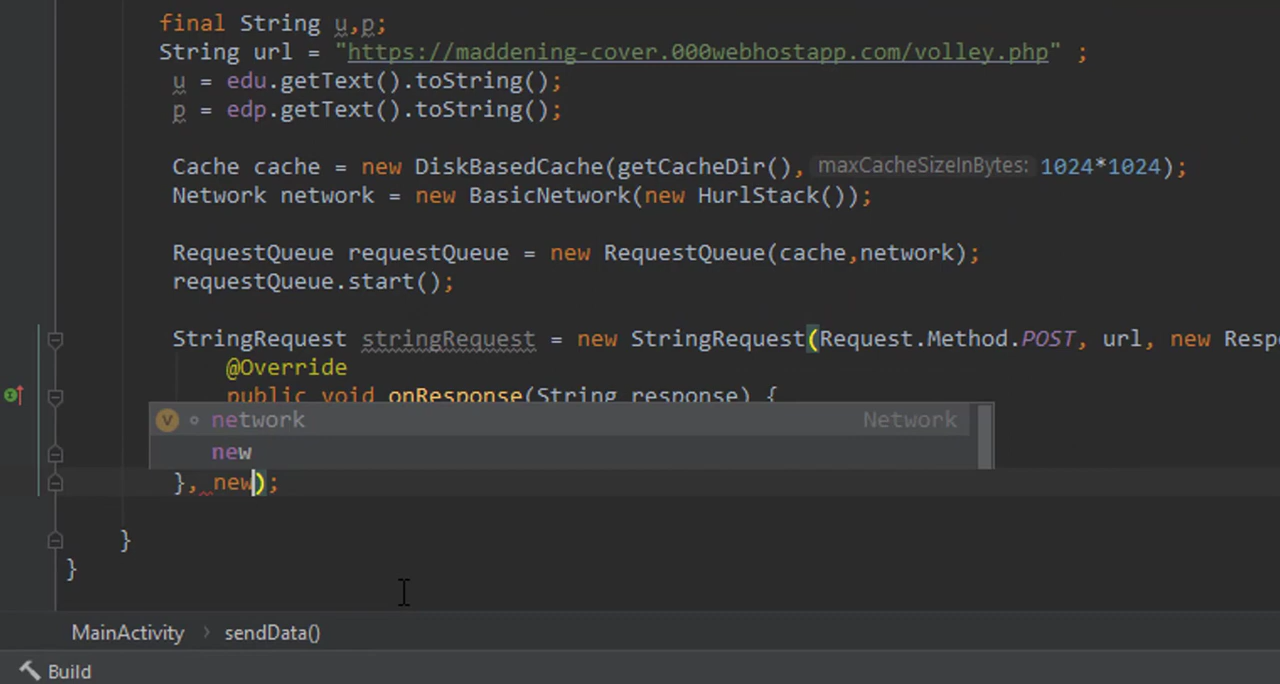 final String u,p;
String url = "https://maddening-cover.000webhostapp.com/volley.php" ;
u = edu.getText().toString();
p = edp.getText().toString();
Cache cache = new DiskBasedCache(getCacheDir(), maxCacheSizeInBytes: 1024*1024);
Network network = new BasicNetwork(new HurlStack());
RequestQueue requestQueue = new RequestQueue(cache,network);
requestQueue.start();
StringRequest stringRequest = new StringRequest(Request.Method.POST, url, new Resp
@Override
public void onResponse(String response) {
network Network
new
}, new);
}
}
MainActivity › sendData()
Build